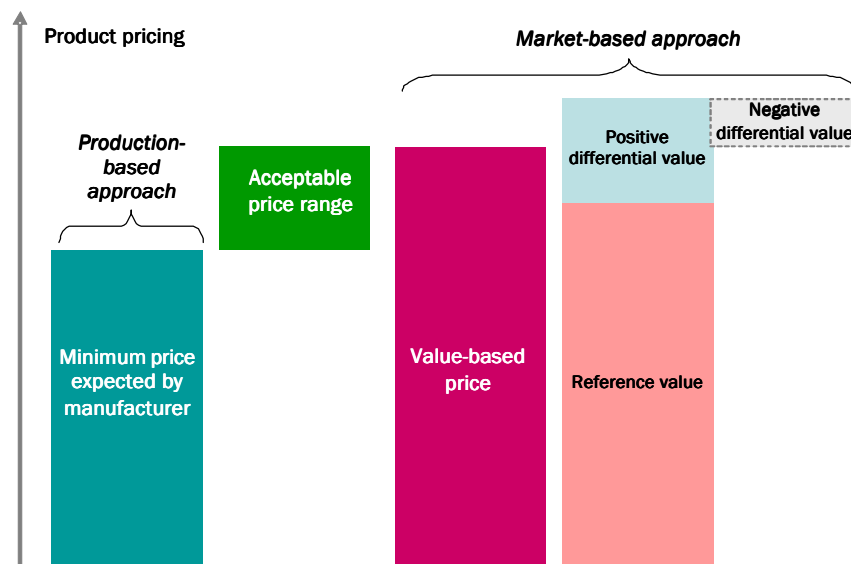 Product pricing
Market-based approach
Production-
based
approach
Acceptable
price range
Positive
differential value
Negative
differential value
Minimum price
expected by
manufacturer
Value-based
price
Reference value